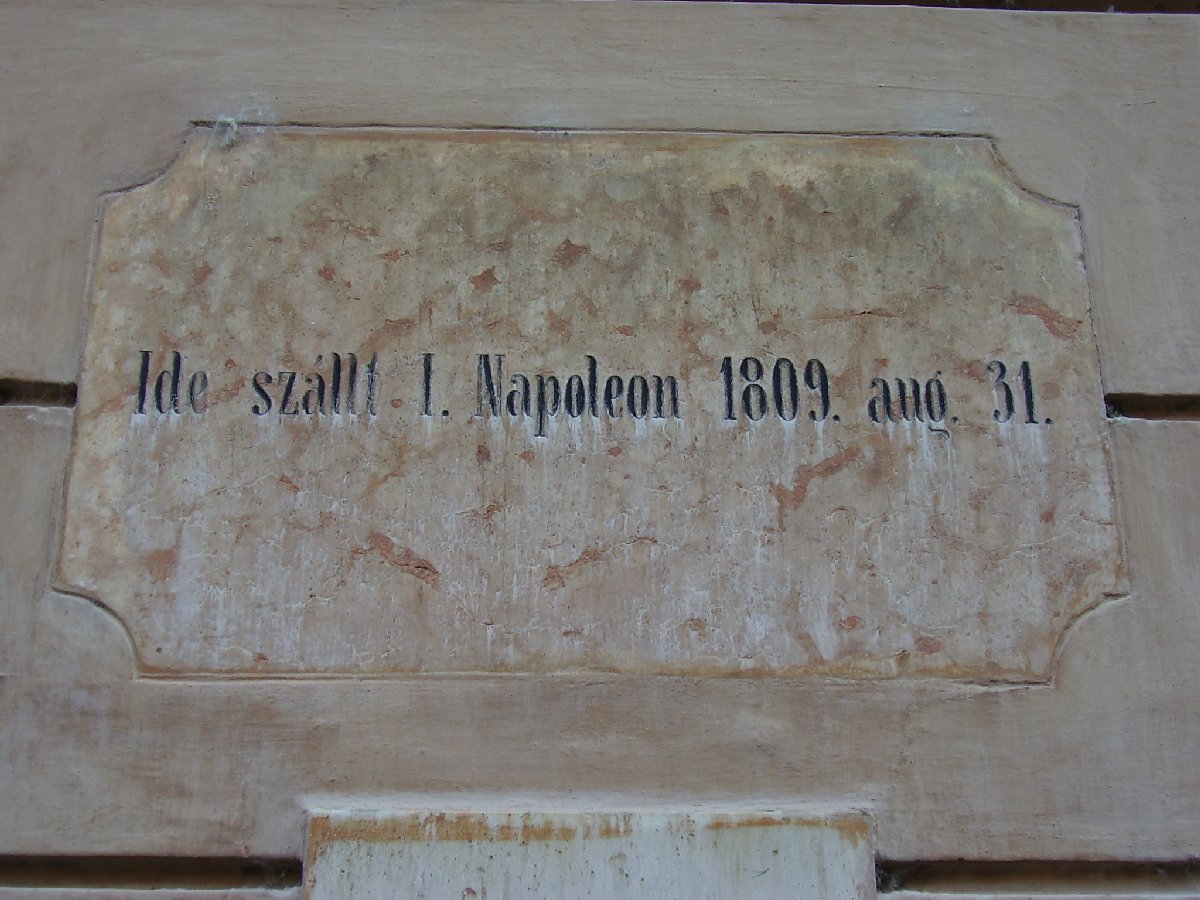 Ide szállt I. Napoleon 1809. aug. 31.